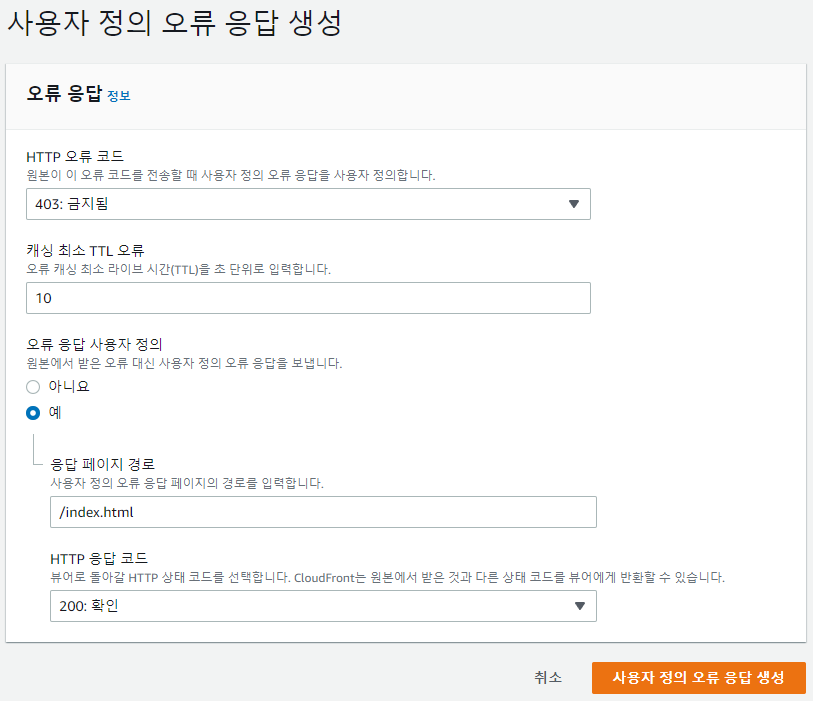 사용자 정의 오류 응답 생성
오류 응답 정보
HTTP 오류 코드
원본이 이 오류 코드를 전송할 때 사용자 정의 오류 응답을 사용자 정의합니다.
403: 금지됨
캐싱 최소 TTL 오류
오류 캐싱 최소 라이브 시간(TTL)을 초 단위로 입력합니다.
10
오류 응답 사용자 정의
원본에서 받은 오류 대신 사용자 정의 오류 응답을 보냅니다.
아니요
예
응답 페이지 경로
사용자 정의 오류 응답 페이지의 경로를 입력합니다.
/index.html
HTTP 응답 코드
뷰어로 돌아갈 HTTP 상태 코드를 선택합니다. CloudFront는 원본에서 받은 것과 다른 상태 코드를 뷰어에게 반환할 수 있습니다.
200: 확인
취소 사용자 정의 오류 응답 생성